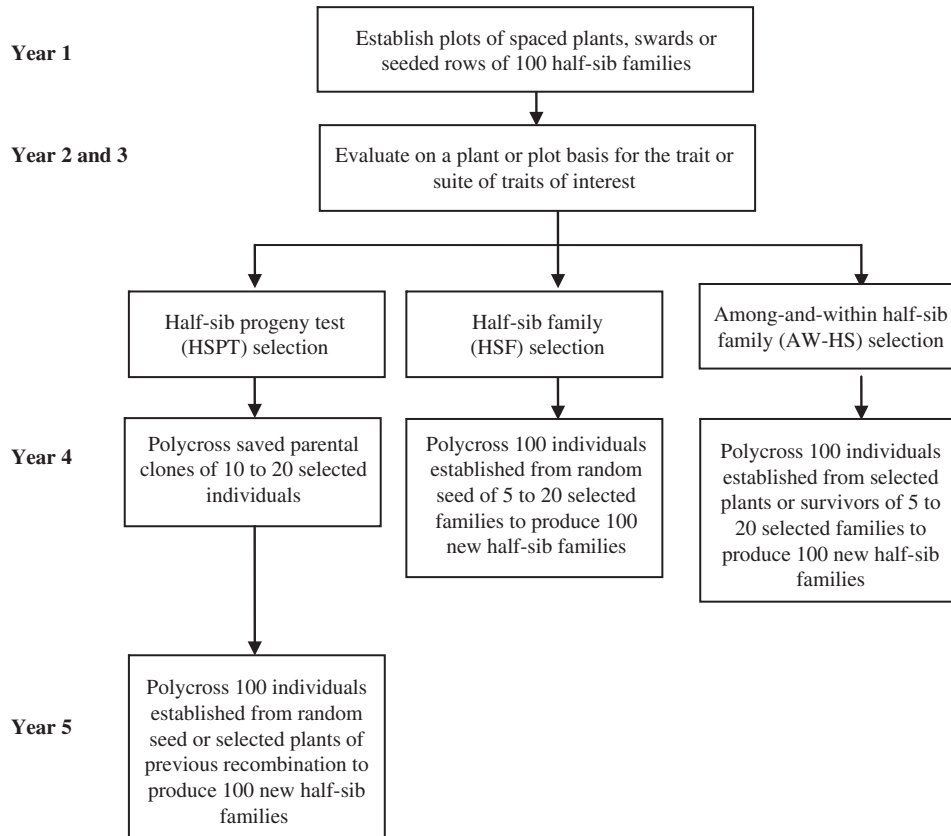 Year 1
Establish plots of spaced plants, swards or
seeded rows of 100 half-sib families
Year 2 and 3
Evaluate on a plant or plot basis for the trait or
suite of traits of interest
Half-sib progeny test
(HSPT) selection
Half-sib family
(HSF) selection
Among-and-within half-sib
family (AW-HS) selection
Year 4
Polycross saved parental
clones of 10 to 20 selected
individuals
Polycross 100 individuals
established from random
seed of 5 to 20 selected
families to produce 100
new half-sib families
Polycross 100 individuals
established from selected
plants or survivors of 5 to
20 selected families to
produce 100 new half-sib
families
Year 5
Polycross 100 individuals
established from random
seed or selected plants of
previous recombination to
produce 100 new half-sib
families